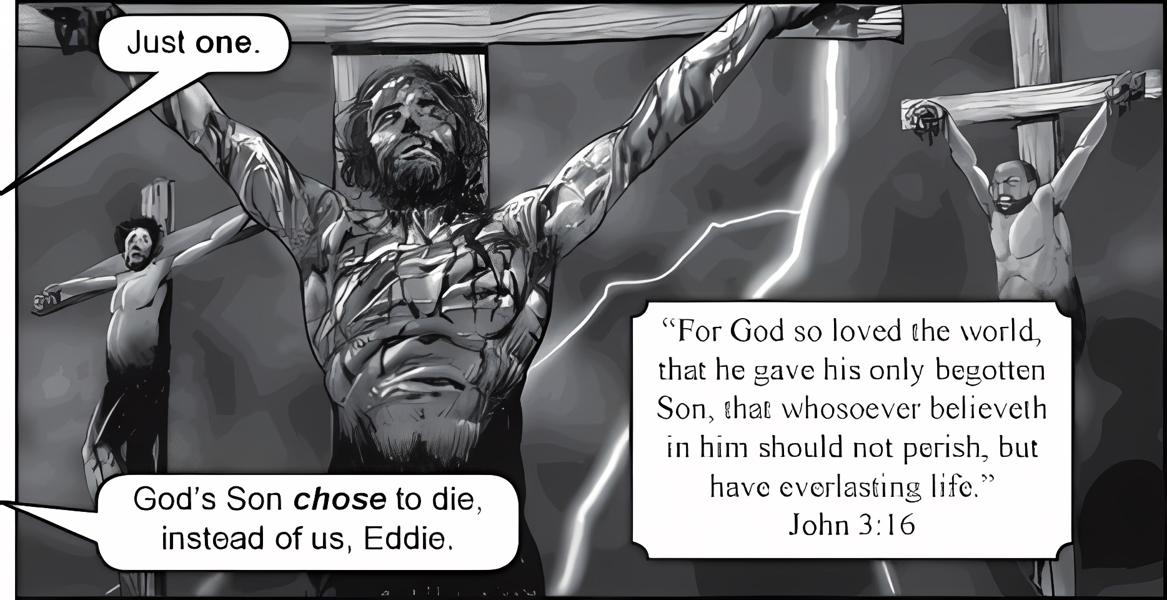 Just one.
God's Son chose to die,
instead of us, Eddie.
“For God so loved the world,
that he gave his only begotten
Son, that whosoever believeth
in him should not perish, but
have everlasting life.”
John 3:16